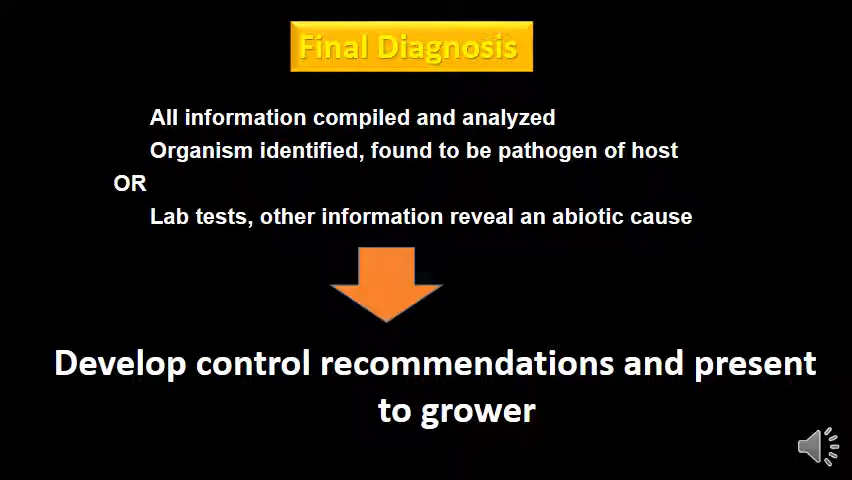 Final Diagnosis
All information compiled and analyzed
Organism identified, found to be pathogen of host
OR
Lab tests, other information reveal an abiotic cause
Develop control recommendations and present
to grower